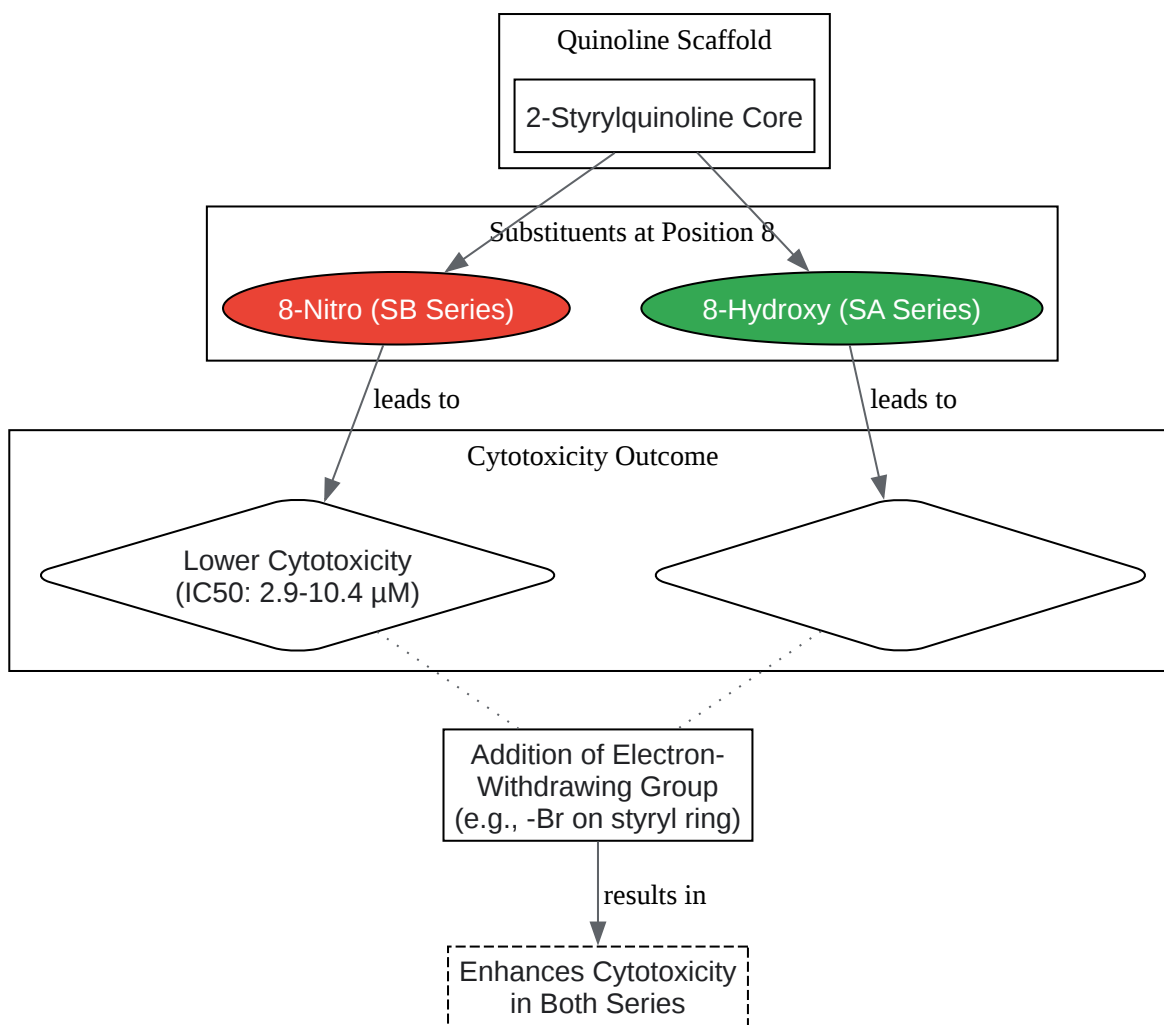 Quinoline Scaffold
2-Styrylquinoline Core
Substituents at Position 8
8-Nitro (SB Series)
8-Hydroxy (SA Series)
leads to
leads to
Cytotoxicity Outcome
Lower Cytotoxicity
(IC50: 2.9-10.4 µM)
Addition of Electron-
Withdrawing Group
(e.g., -Br on styryl ring)
results in
Enhances Cytotoxicity
in Both Series